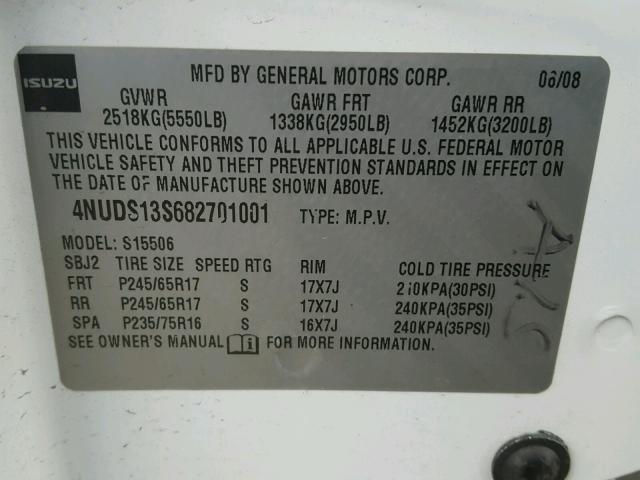 ISUZU
MFD BY GENERAL MOTORS CORP. 06/08
GVWR GAWR FRT GAWR RR
2518KG(5550LB) 1338KG(2950LB) 1452KG(3200LB)
THIS VEHICLE CONFORMS TO ALL APPLICABLE U.S. FEDERAL MOTOR
VEHICLE SAFETY AND THEFT PREVENTION STANDARDS IN EFFECT ON
THE DATE OF MANUFACTURE SHOWN ABOVE.
4NUDS13S682701001 TYPE: M.P.V.
MODEL: S15506
SBJ2 TIRE SIZE SPEED RTG RIM COLD TIRE PRESSURE
FRT P245/65R17 S 17X7J 210KPA(30PSI)
RR P245/65R17 S 17X7J 240KPA(35PSI)
SPA P235/75R16 S 16X7J 240KPA(35PSI)
SEE OWNER'S MANUAL FOR MORE INFORMATION.